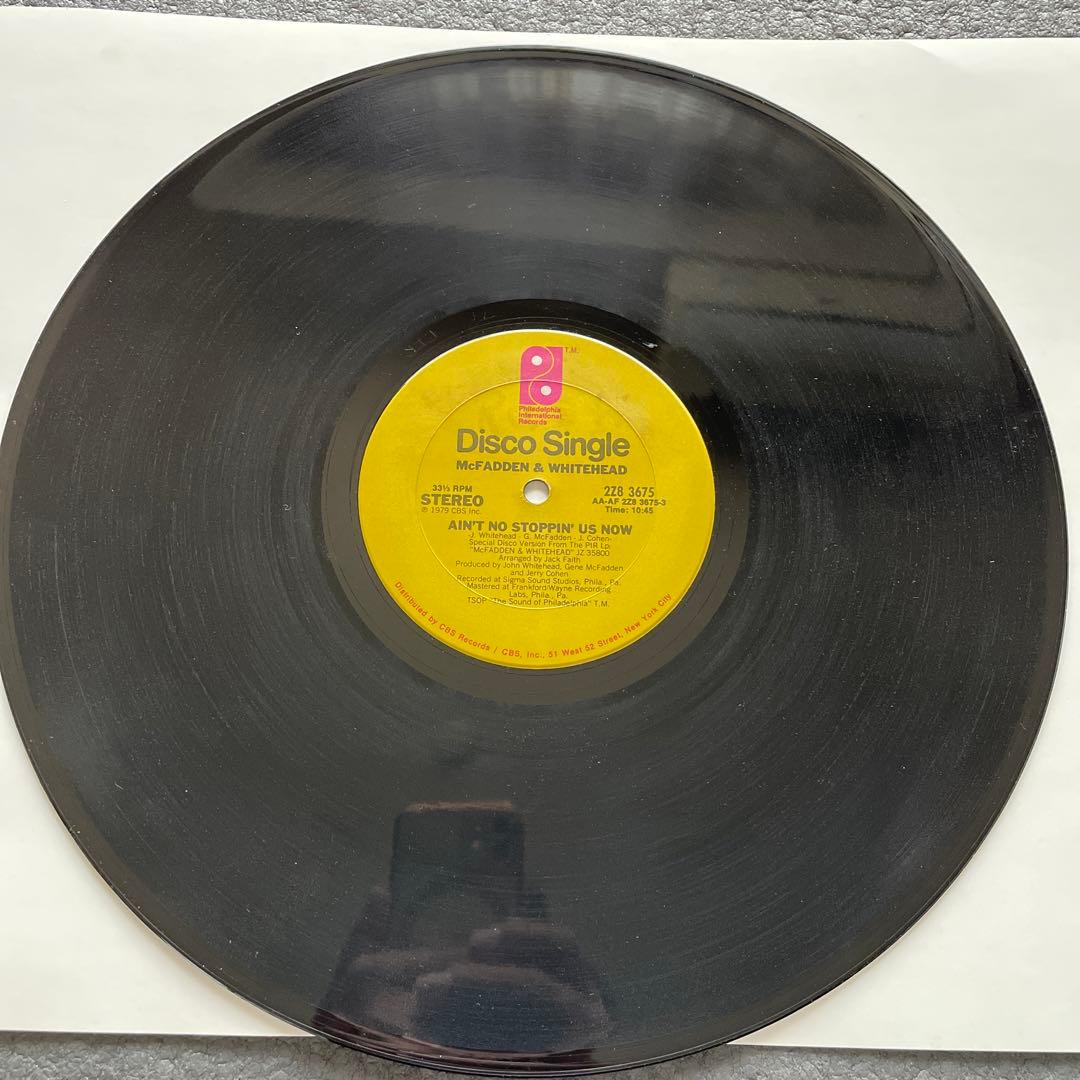 T.M.
Philadelphia
International
Records
Disco Single
McFADDEN & WHITEHEAD
33⅓ RPM
STEREO
℗ 1979 CBS Inc.
2Z8 3675
AA-AF 2Z8 3675-3
Time: 10:45
AIN'T NO STOPPIN' US NOW
-J. Whitehead - G. McFadden - J. Cohen-
Special Disco Version From The PIR Lp:
"McFADDEN & WHITEHEAD" JZ 35800
Arranged by Jack Faith
Produced by John Whitehead, Gene McFadden
and Jerry Cohen
Recorded at Sigma Sound Studios, Phila., Pa.
Mastered at Frankford/Wayne Recording
Labs, Phila., Pa.
TSOP "The Sound of Philadelphia" T.M.
Distributed by CBS Records / CBS, Inc., 51 West 52 Street, New York City